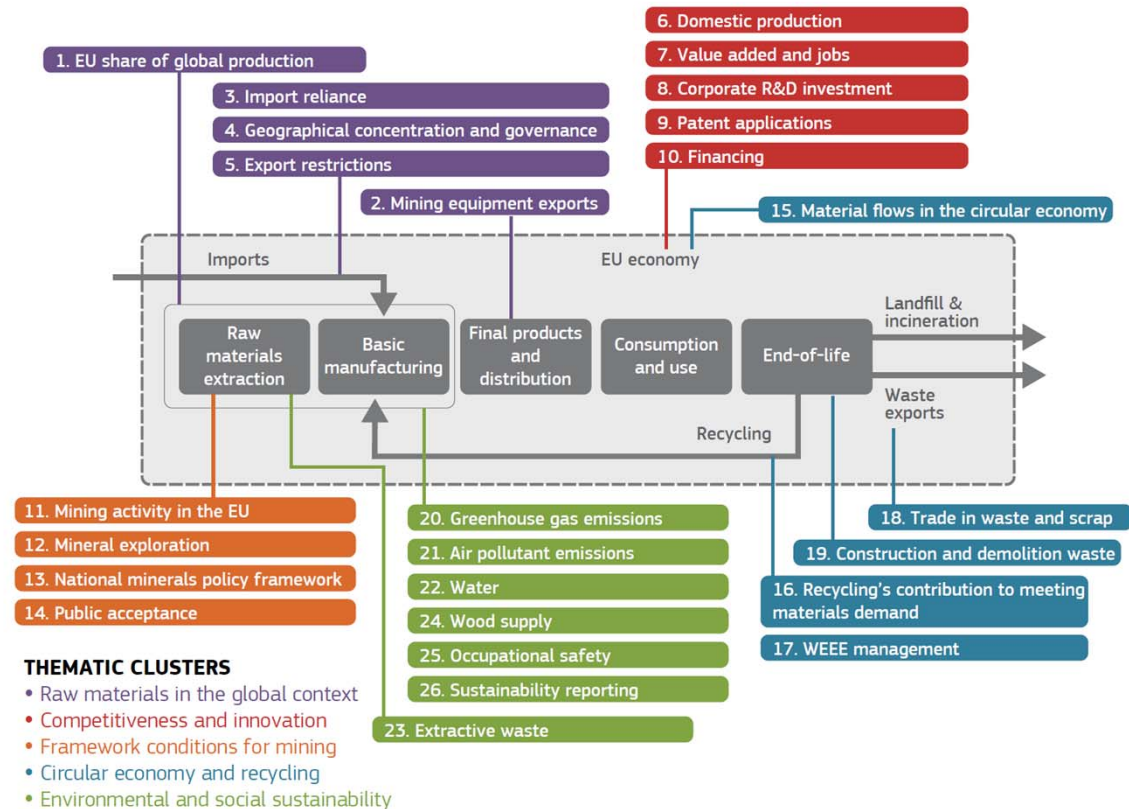 1. EU share of global production
3. Import reliance
4. Geographical concentration and governance
5. Export restrictions
2. Mining equipment exports
6. Domestic production
7. Value added and jobs
8. Corporate R&D investment
9. Patent applications
10. Financing
15. Material flows in the circular economy
Imports
EU economy
Raw
materials
extraction
Basic
manufacturing
Final products
and
distribution
Consumption
and use
End-of-life
Landfill &
incineration
Waste
exports
Recycling
11. Mining activity in the EU
12. Mineral exploration
13. National minerals policy framework
14. Public acceptance
20. Greenhouse gas emissions
21. Air pollutant emissions
22. Water
24. Wood supply
25. Occupational safety
26. Sustainability reporting
23. Extractive waste
18. Trade in waste and scrap
19. Construction and demolition waste
16. Recycling's contribution to meeting
materials demand
17. WEEE management
THEMATIC CLUSTERS
• Raw materials in the global context
• Competitiveness and innovation
• Framework conditions for mining
• Circular economy and recycling
• Environmental and social sustainability